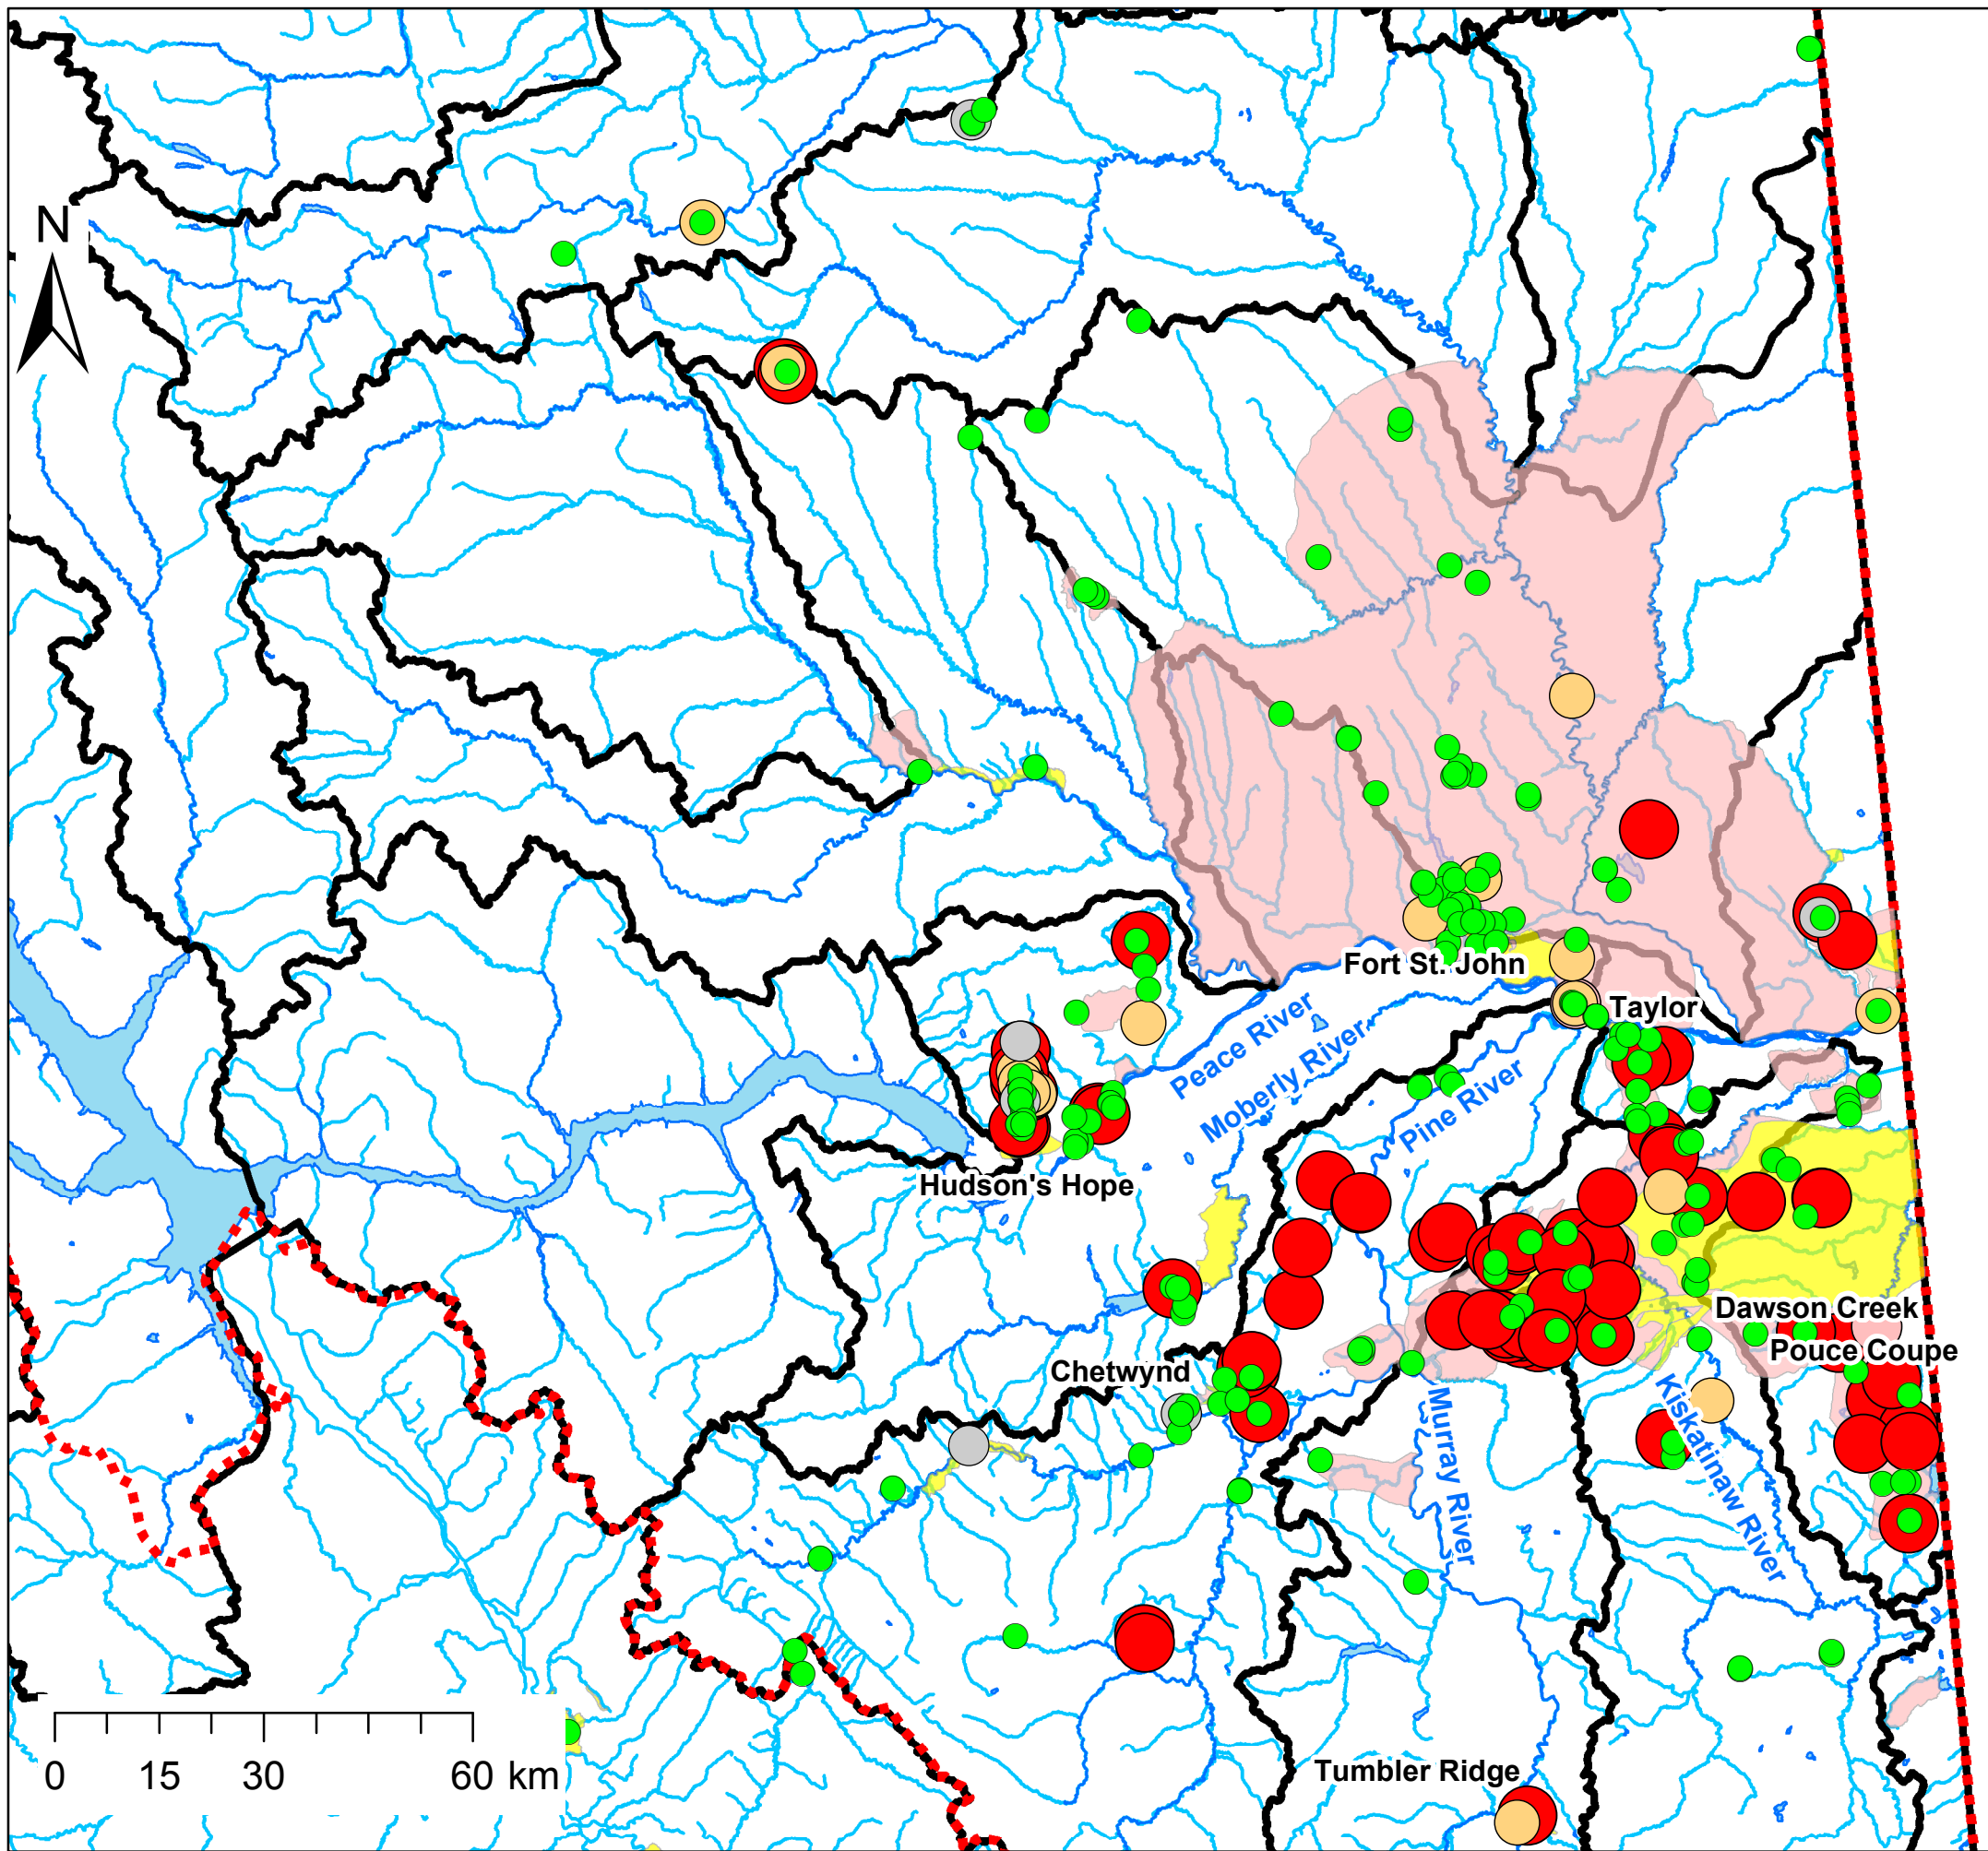 N
Fort St. John
Taylor
Peace River
Moberly River
Pine River
Hudson's Hope
Dawson Creek
Pouce Coupe
Chetwynd
Murray River
Kiskatinaw River
Tumbler Ridge
0 15 30 60 km